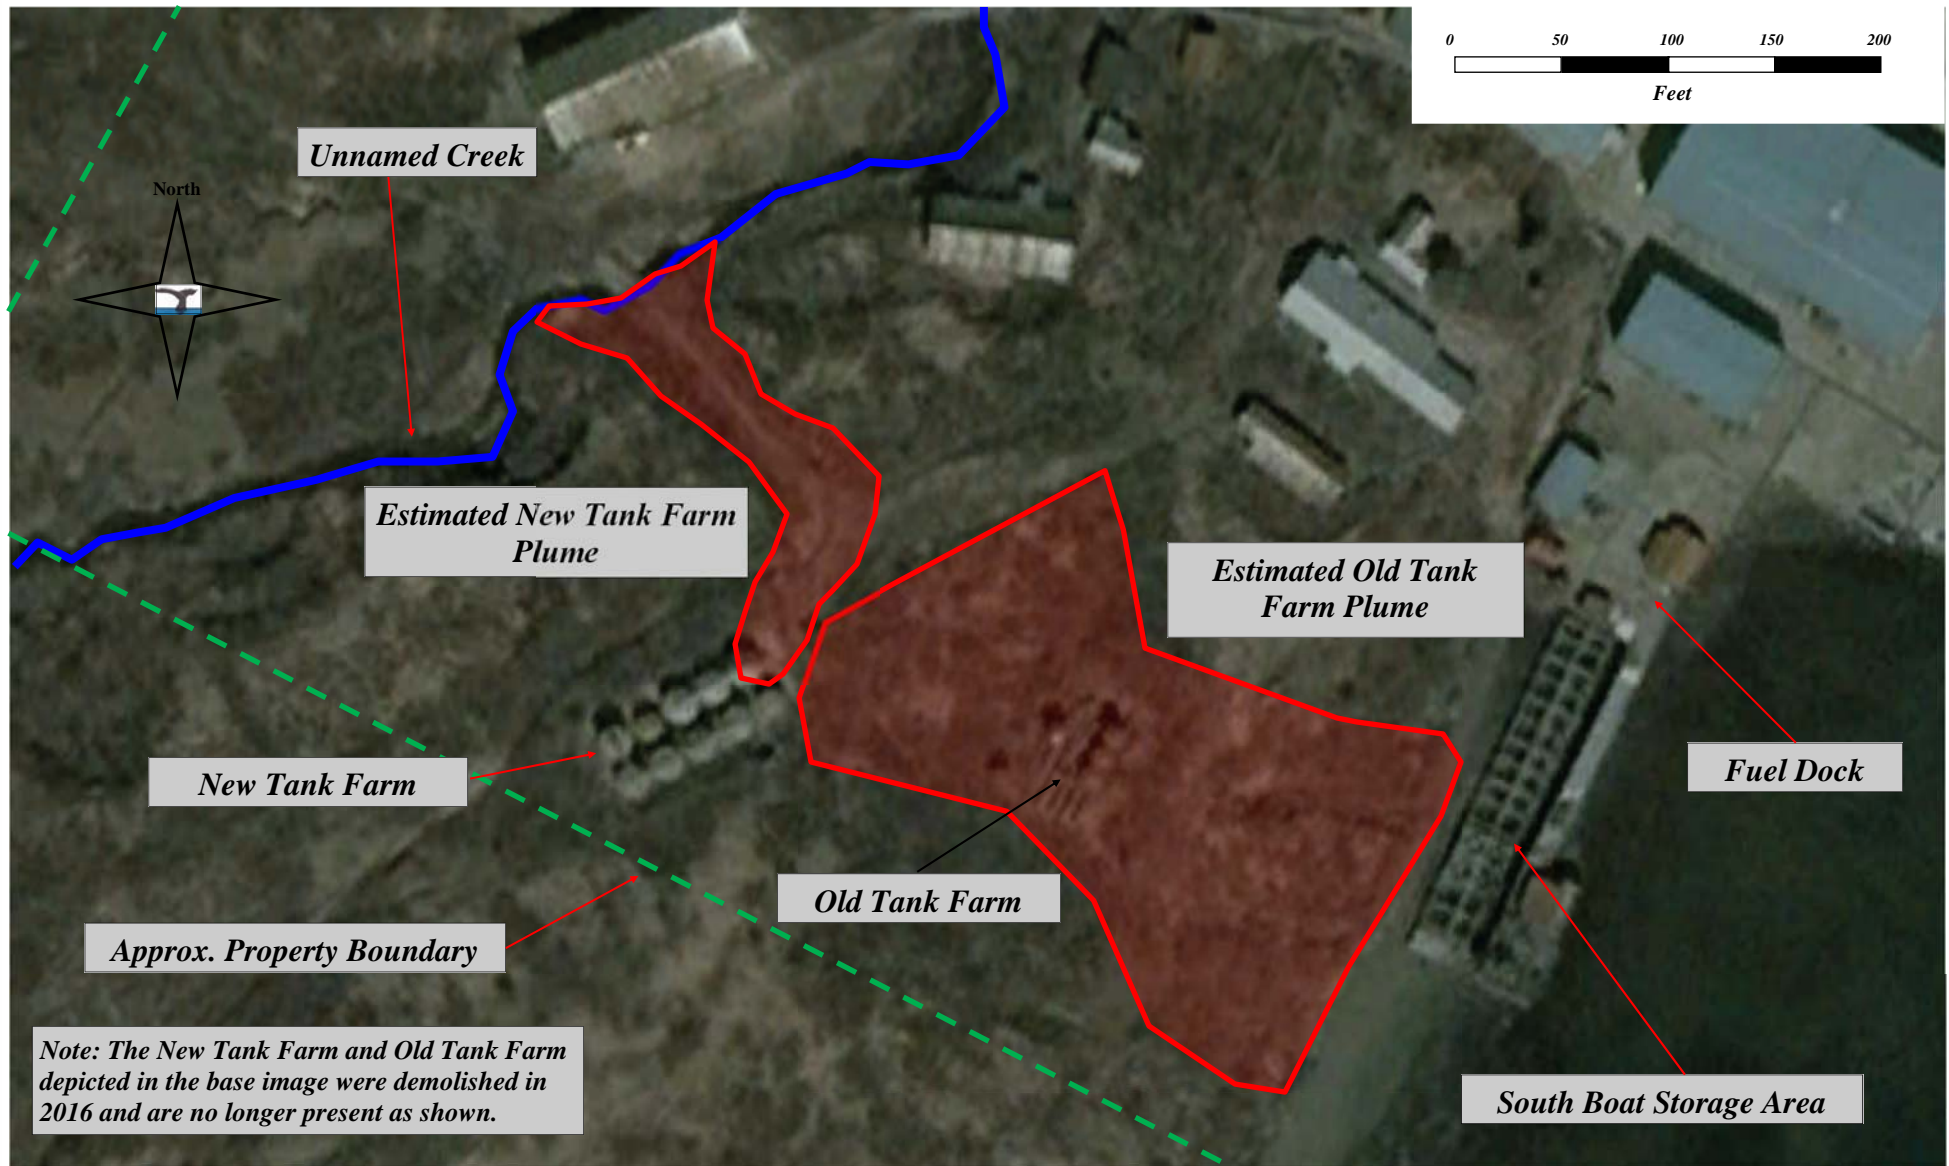 0 50 100 150 200
Feet
Unnamed Creek
North
Estimated New Tank Farm
Plume
Estimated Old Tank
Farm Plume
New Tank Farm
Fuel Dock
Old Tank Farm
Approx. Property Boundary
Note: The New Tank Farm and Old Tank Farm
depicted in the base image were demolished in
2016 and are no longer present as shown.
South Boat Storage Area